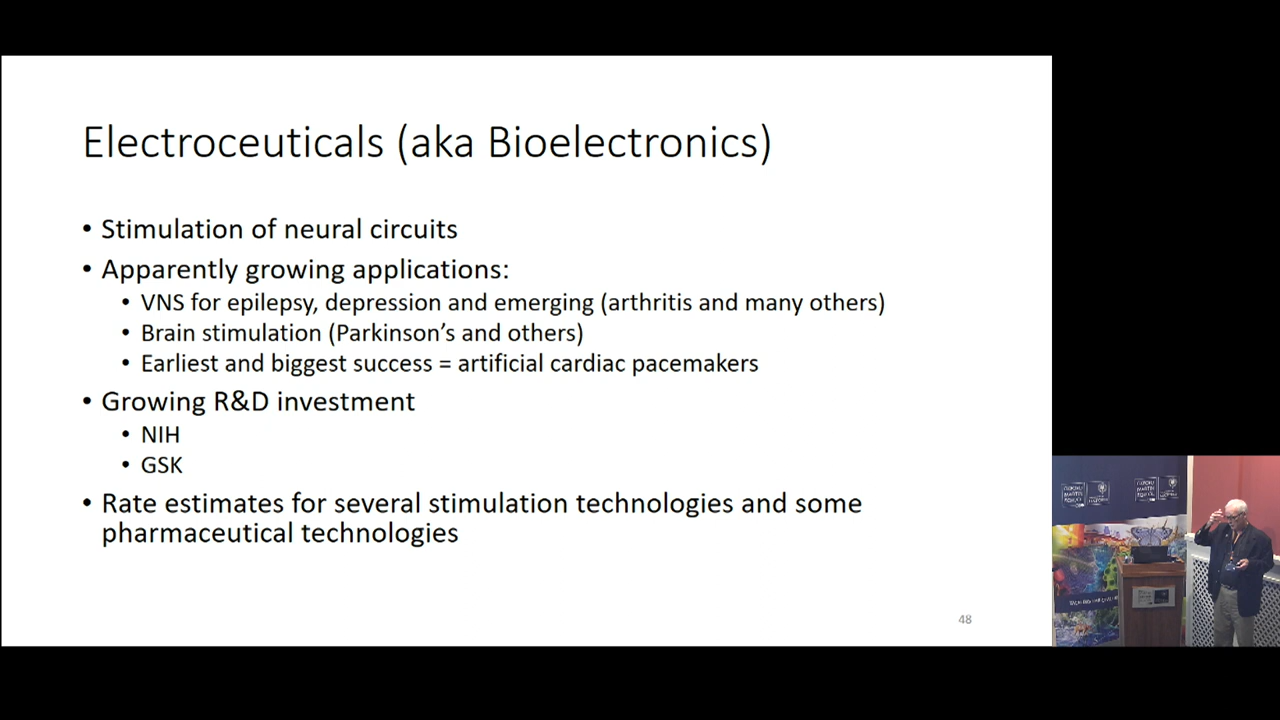 Electroceuticals (aka Bioelectronics)
• Stimulation of neural circuits
• Apparently growing applications:
• VNS for epilepsy, depression and emerging (arthritis and many others)
• Brain stimulation (Parkinson's and others)
• Earliest and biggest success = artificial cardiac pacemakers
• Growing R&D investment
• NIH
• GSK
• Rate estimates for several stimulation technologies and some
pharmaceutical technologies
48